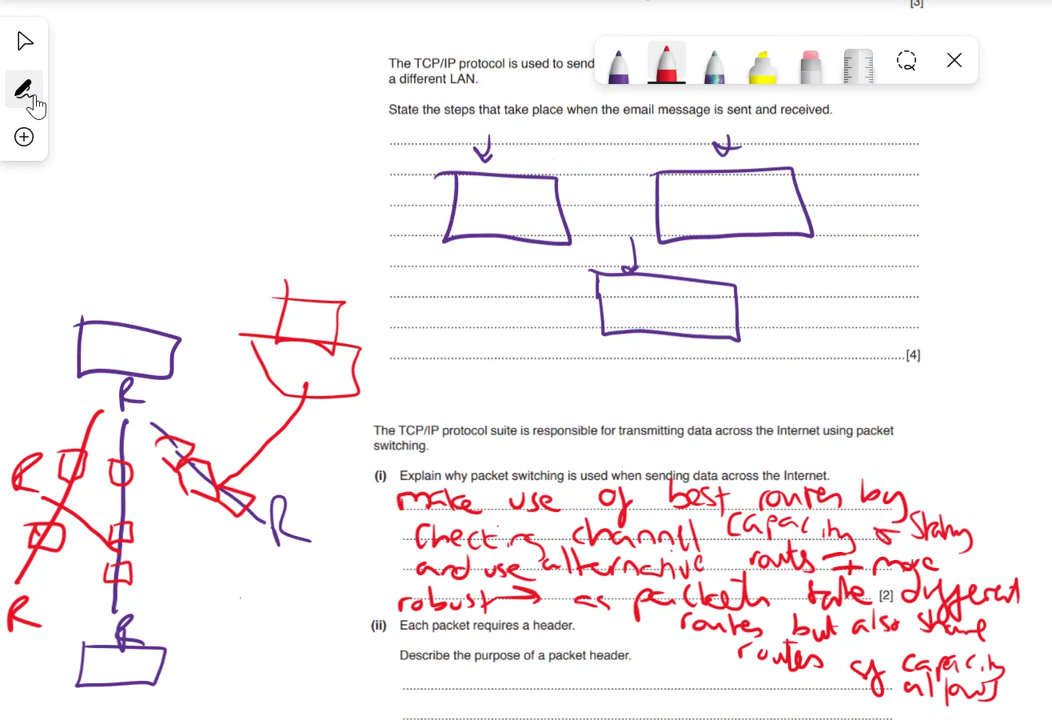 [3]
The TCP/IP protocol is used to send
a different LAN.
State the steps that take place when the email message is sent and received.
[4]
R
R
R
R
R
The TCP/IP protocol suite is responsible for transmitting data across the Internet using packet
switching.
(i) Explain why packet switching is used when sending data across the Internet.
make use of best routes by
checking channel capacity &
and use alternative routes → more
robust → as packets take different
[2]
routes but also share
routes if capacity
allows
(ii) Each packet requires a header.
Describe the purpose of a packet header.